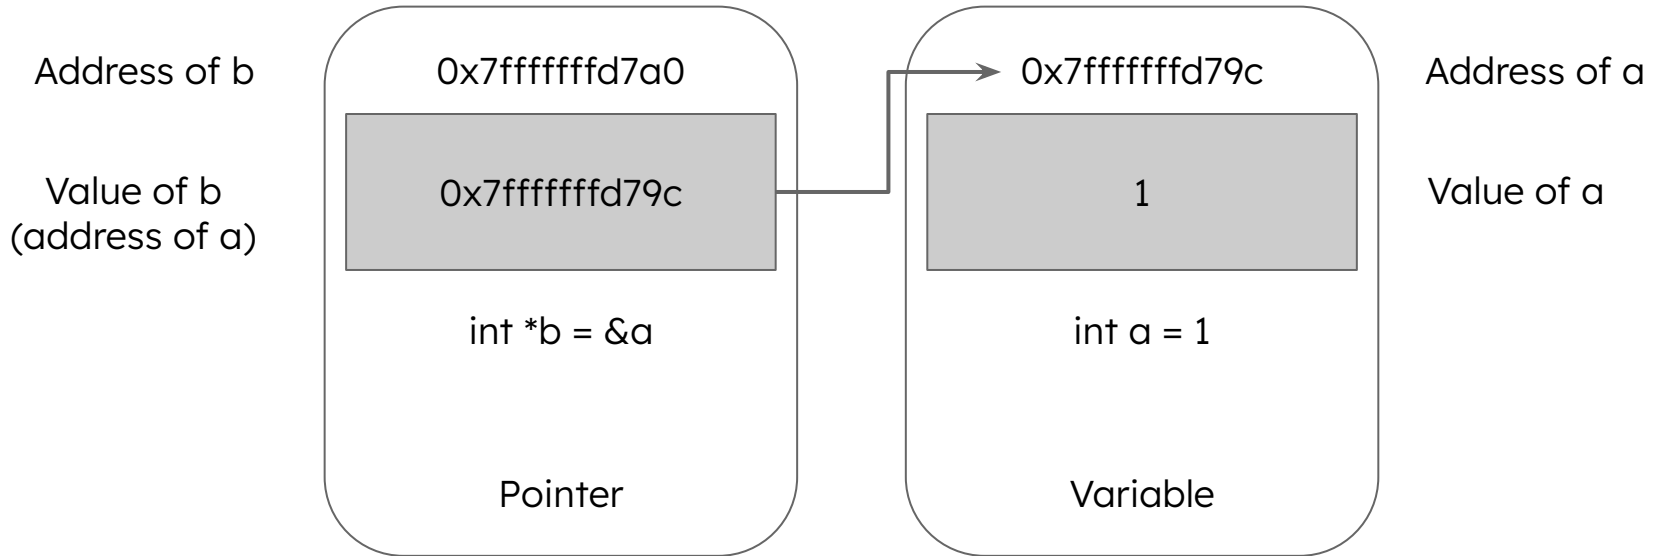 Address of b
0x7fffffffd7a0
0x7fffffffd79c
Address of a
Value of b
(address of a)
0x7fffffffd79c
1
Value of a
int *b = &a
int a = 1
Pointer
Variable